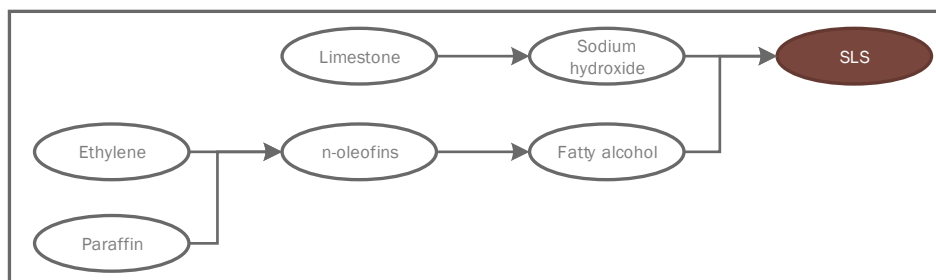 Limestone
Sodium
hydroxide
SLS
Ethylene
n-oleofins
Fatty alcohol
Paraffin